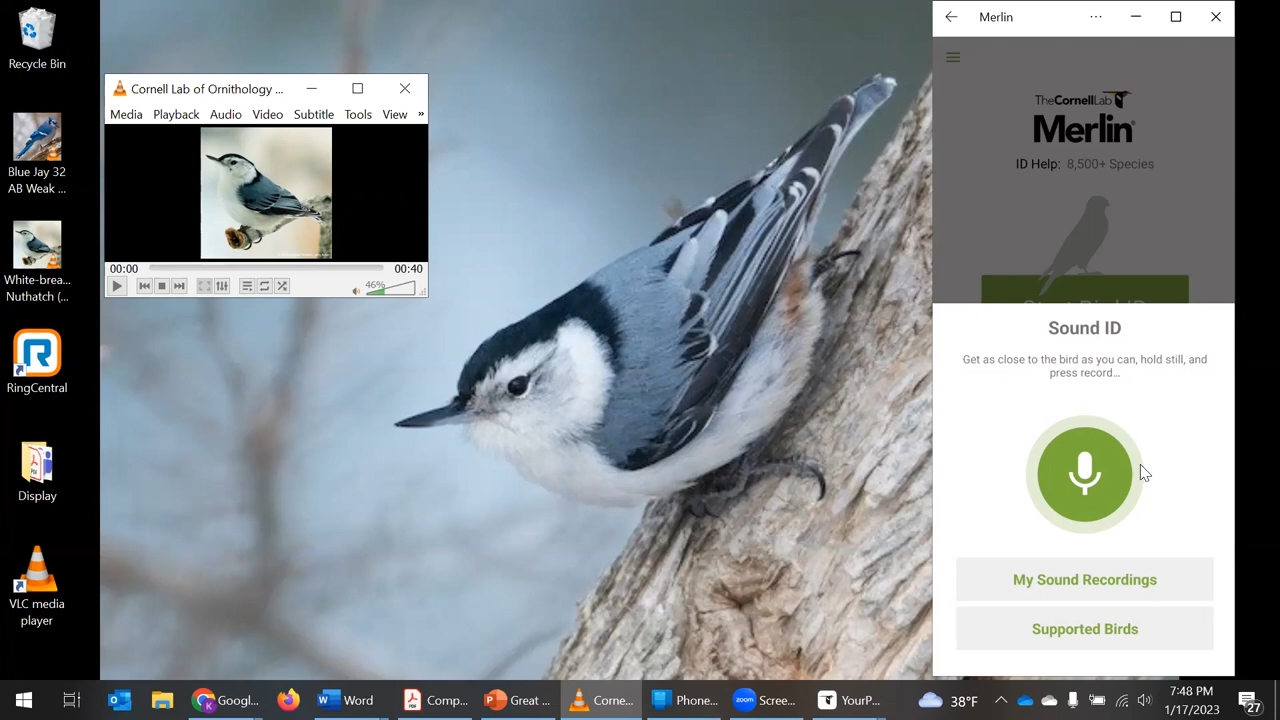 Recycle Bin
Blue Jay 32
AB Weak ...
White-brea...
Nuthatch (...
RingCentral
Display
VLC media
player
Cornell Lab of Ornithology ...
Media Playback Audio Video Subtitle Tools View »
00:00 00:40
46%
Merlin
TheCornellLab
Merlin
ID Help: 8,500+ Species
Sound ID
Get as close to the bird as you can, hold still, and
press record...
My Sound Recordings
Supported Birds
Googl...
Word
Comp...
Great ...
Corne...
Phone...
zoom
Scree...
YourP...
38°F
7:48 PM
1/17/2023
27